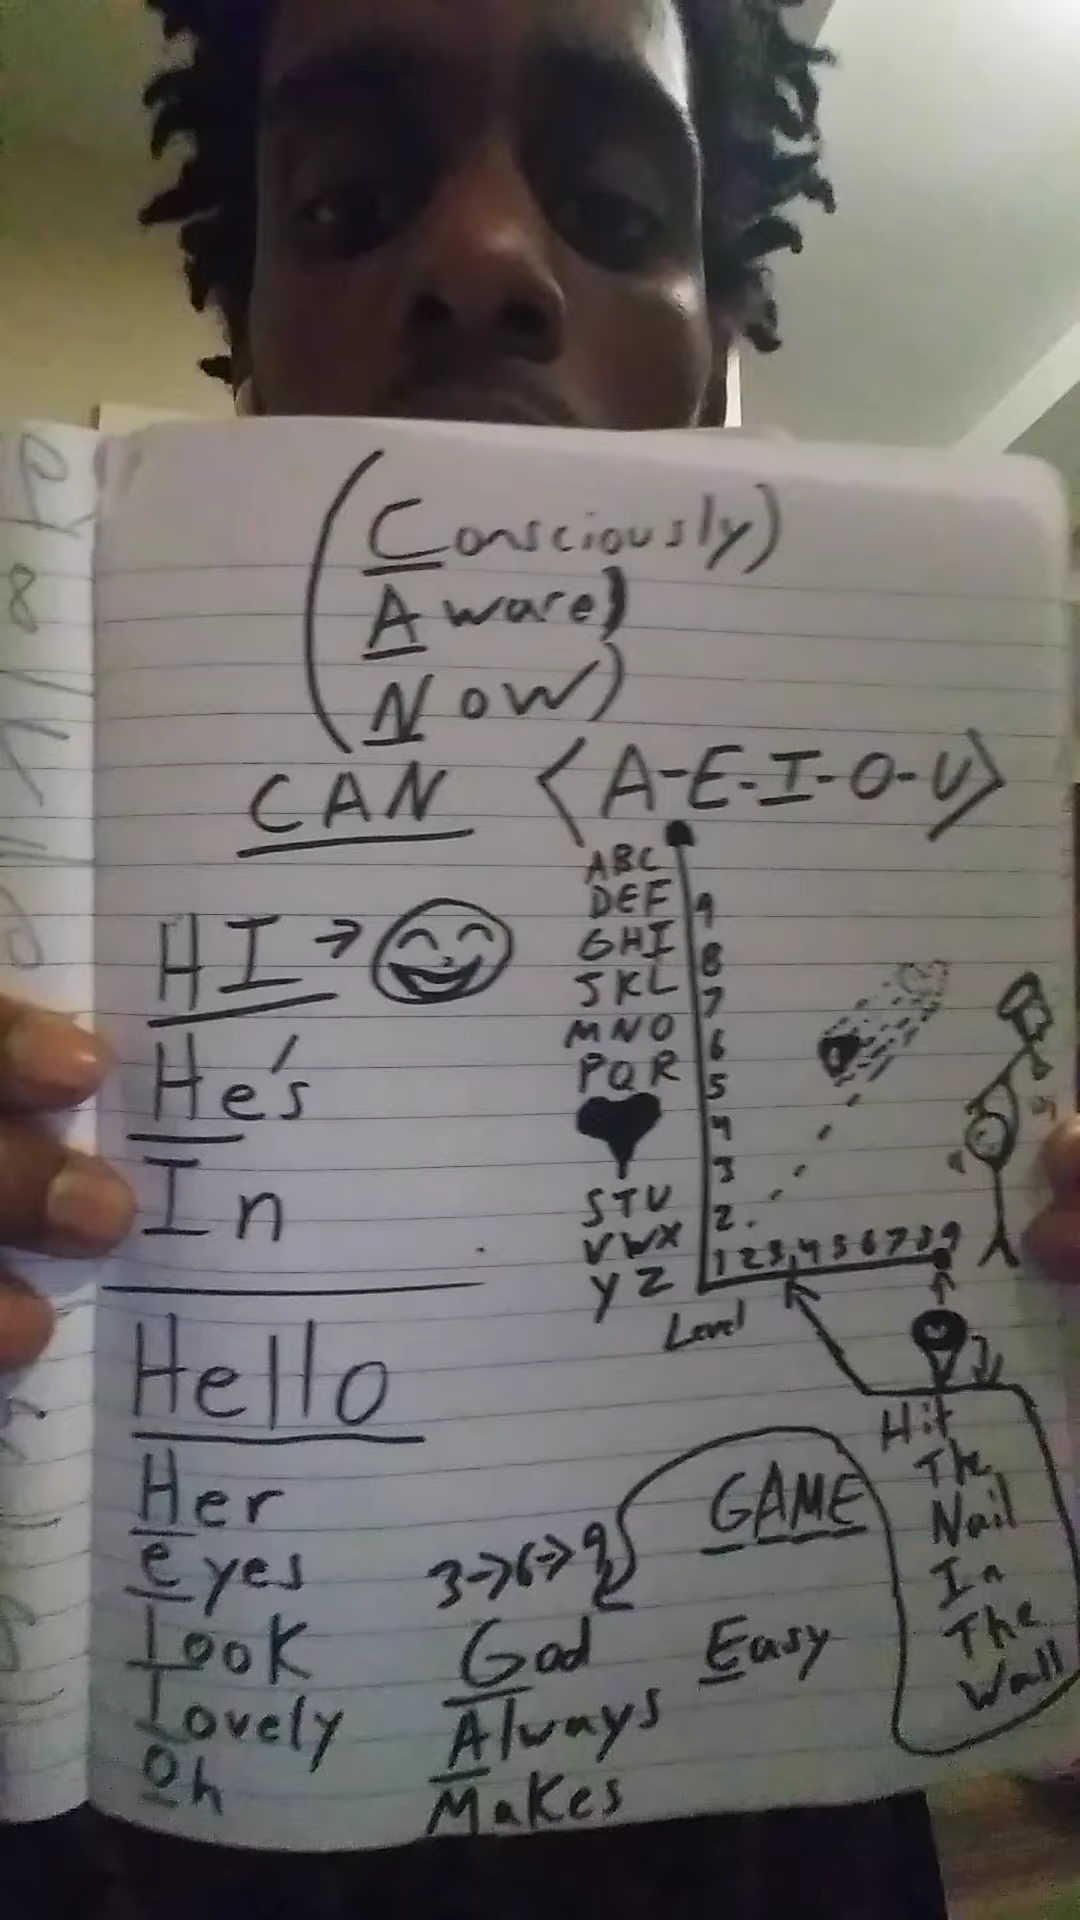 (Consciously)
Aware)
Now)
CAN
<A-E-I-O-U>
HI →
He's
In
Hello
Her
eyes
look
lovely
Oh
ABC
DEF
GHI
JKL
MNO
PQR
STU
VWX
YZ
9
8
7
6
5
4
3
2
1 2 3 4 5 6 7 8 9
Level
Hit
The
Nail
In
The
Wall
3→6→9
GAME
God
Always
Makes
Easy